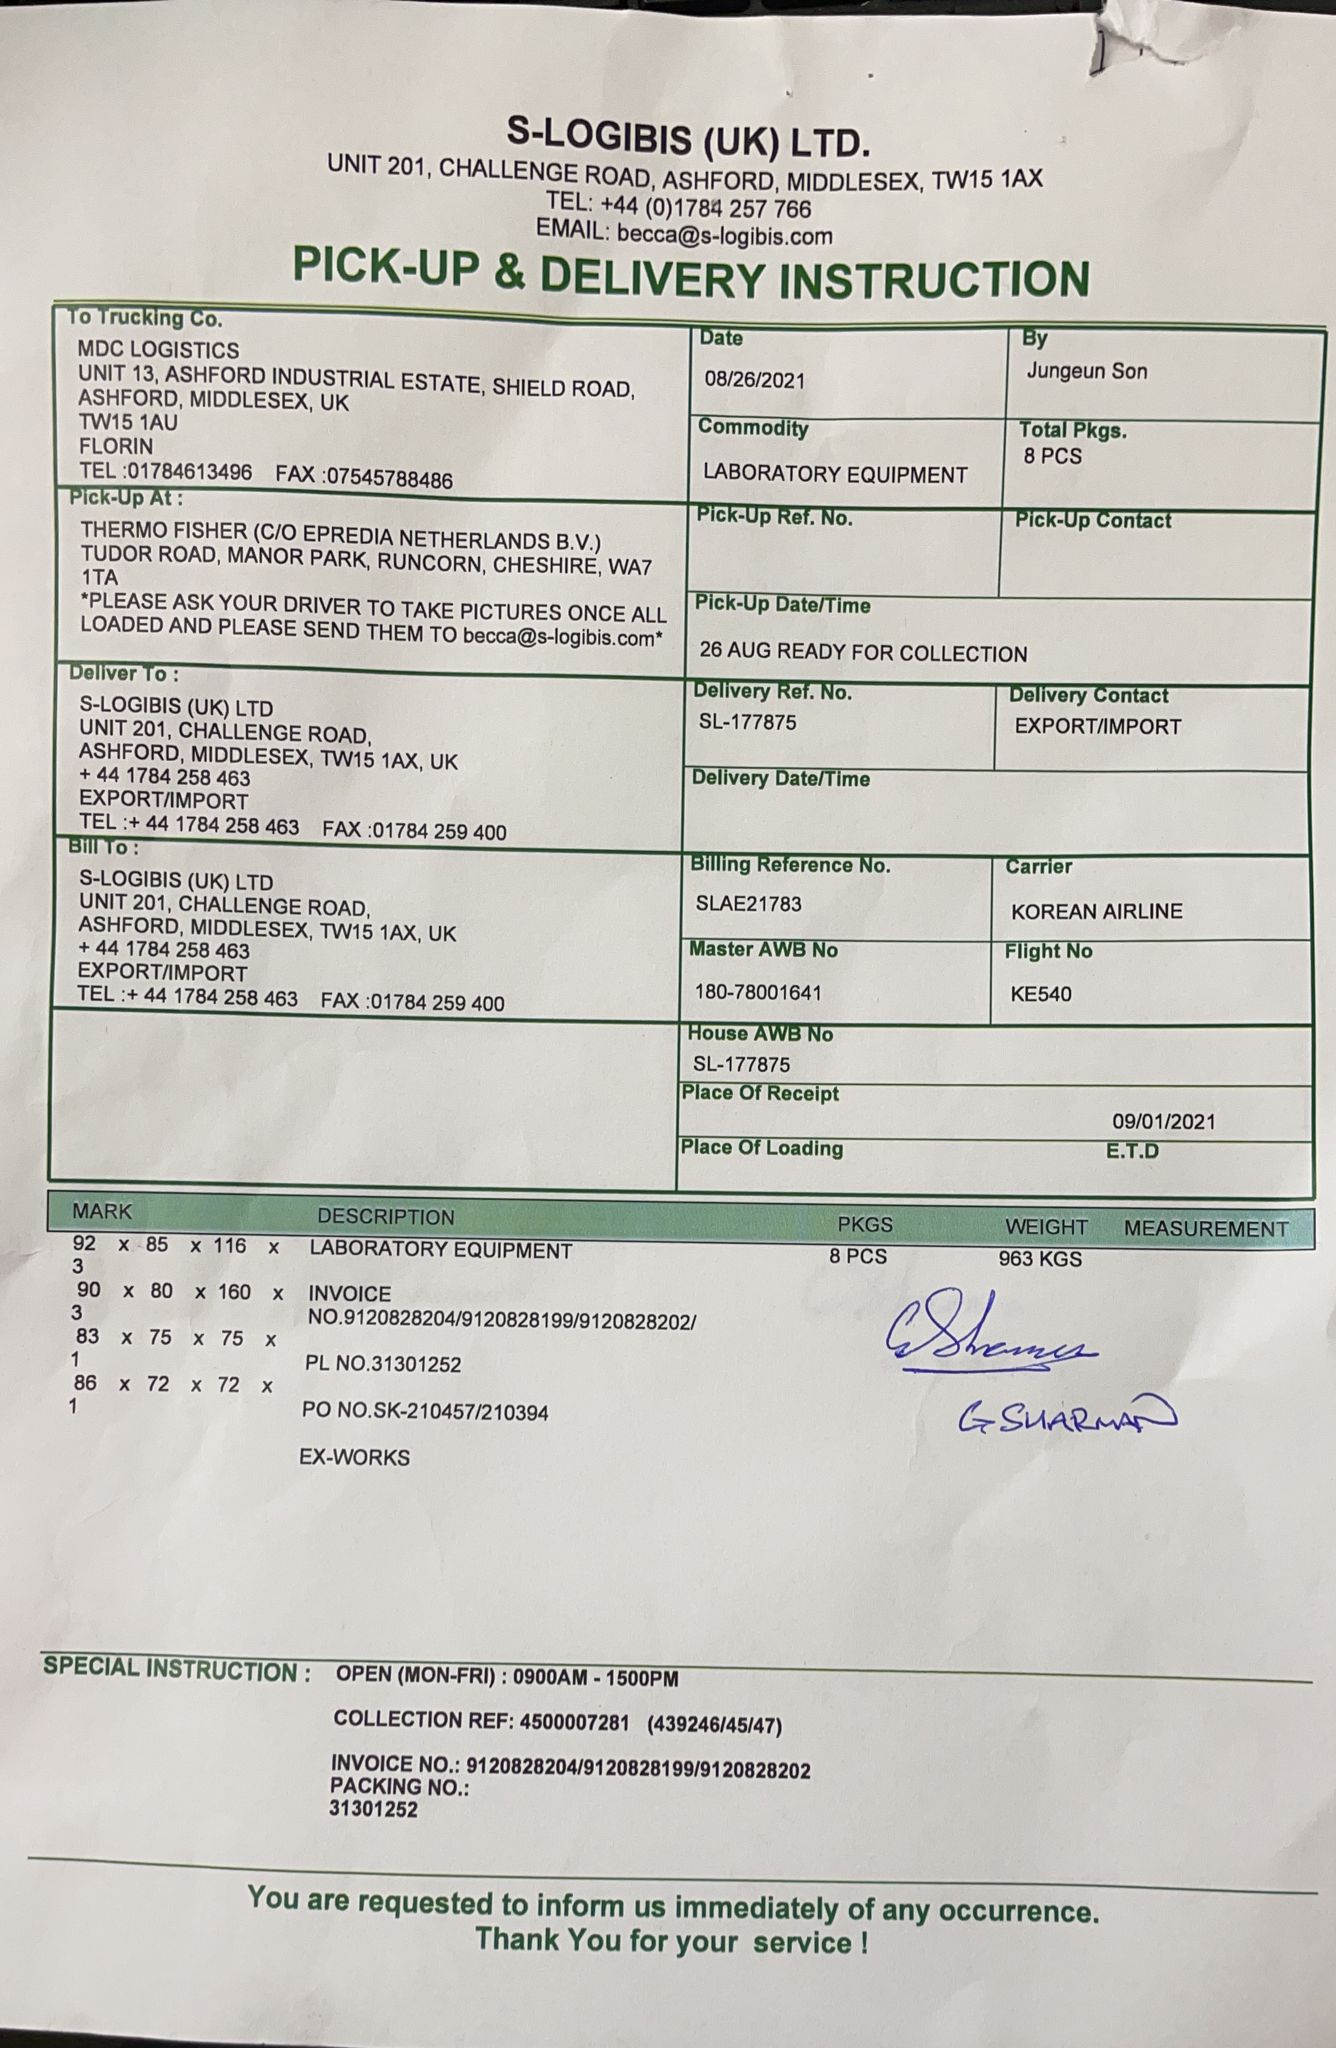 S-LOGIBIS (UK) LTD.
UNIT 201, CHALLENGE ROAD, ASHFORD, MIDDLESEX, TW15 1AX
TEL: +44 (0)1784 257 766
EMAIL: becca@s-logibis.com
PICK-UP & DELIVERY INSTRUCTION
To Trucking Co.
MDC LOGISTICS
UNIT 13, ASHFORD INDUSTRIAL ESTATE, SHIELD ROAD,
ASHFORD, MIDDLESEX, UK
TW15 1AU
FLORIN
TEL :01784613496 FAX :07545788486
Date
08/26/2021
By
Jungeun Son
Commodity
LABORATORY EQUIPMENT
Total Pkgs.
8 PCS
Pick-Up At :
THERMO FISHER (C/O EPREDIA NETHERLANDS B.V.)
TUDOR ROAD, MANOR PARK, RUNCORN, CHESHIRE, WA7
1TA
*PLEASE ASK YOUR DRIVER TO TAKE PICTURES ONCE ALL
LOADED AND PLEASE SEND THEM TO becca@s-logibis.com*
Pick-Up Ref. No.
Pick-Up Contact
Pick-Up Date/Time
26 AUG READY FOR COLLECTION
Deliver To :
S-LOGIBIS (UK) LTD
UNIT 201, CHALLENGE ROAD,
ASHFORD, MIDDLESEX, TW15 1AX, UK
+ 44 1784 258 463
EXPORT/IMPORT
TEL :+ 44 1784 258 463 FAX :01784 259 400
Delivery Ref. No.
SL-177875
Delivery Contact
EXPORT/IMPORT
Delivery Date/Time
Bill To :
S-LOGIBIS (UK) LTD
UNIT 201, CHALLENGE ROAD,
ASHFORD, MIDDLESEX, TW15 1AX, UK
+ 44 1784 258 463
EXPORT/IMPORT
TEL :+ 44 1784 258 463 FAX :01784 259 400
Billing Reference No.
SLAE21783
Carrier
KOREAN AIRLINE
Master AWB No
180-78001641
Flight No
KE540
House AWB No
SL-177875
Place Of Receipt
09/01/2021
Place Of Loading E.T.D
MARK DESCRIPTION PKGS WEIGHT MEASUREMENT
92 x 85 x 116 x LABORATORY EQUIPMENT 8 PCS 963 KGS
3
90 x 80 x 160 x INVOICE
3 NO.9120828204/9120828199/9120828202/
83 x 75 x 75 x
1 PL NO.31301252
86 x 72 x 72 x
1 PO NO.SK-210457/210394
G SHARMAN
EX-WORKS
SPECIAL INSTRUCTION : OPEN (MON-FRI) : 0900AM - 1500PM
COLLECTION REF: 4500007281 (439246/45/47)
INVOICE NO.: 9120828204/9120828199/9120828202
PACKING NO.:
31301252
You are requested to inform us immediately of any occurrence.
Thank You for your service !